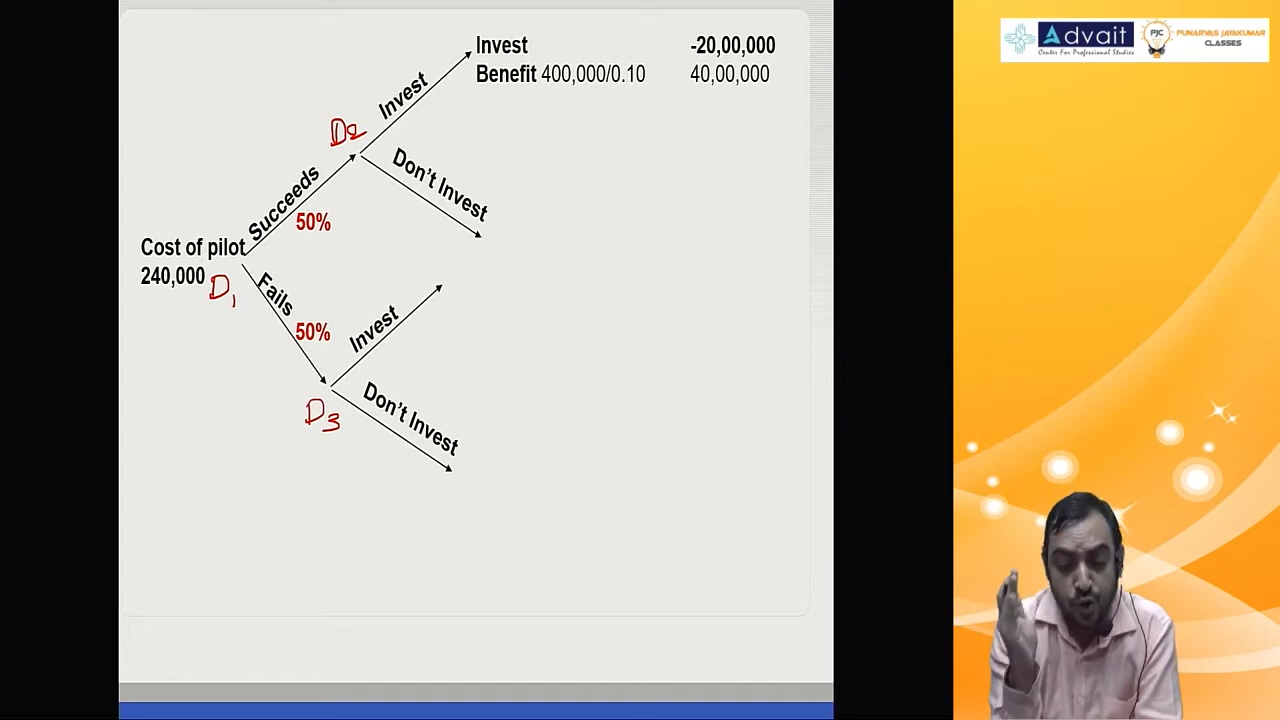 Invest -20,00,000
Benefit 400,000/0.10 40,00,000
Invest
D2
Don't Invest
Succeeds
50%
Cost of pilot
240,000
D1
Fails
50%
Invest
D3
Don't Invest
Advait
Center For Professional Studies
PJC
PUNARVAS JAYAKUMAR
CLASSES